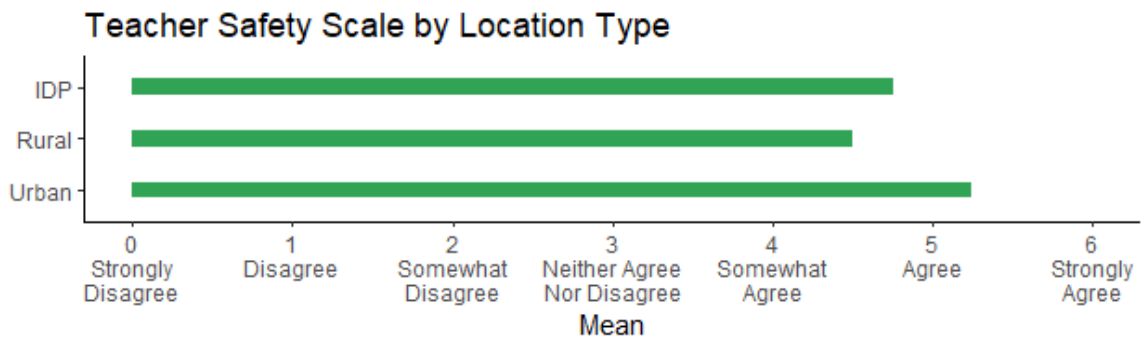 Teacher Safety Scale by Location Type
IDP
Rural
Urban
0 1 2 3 4 5 6
Strongly Disagree Somewhat Neither Agree Somewhat Agree Strongly
Disagree Disagree Nor Disagree Agree Agree
Mean